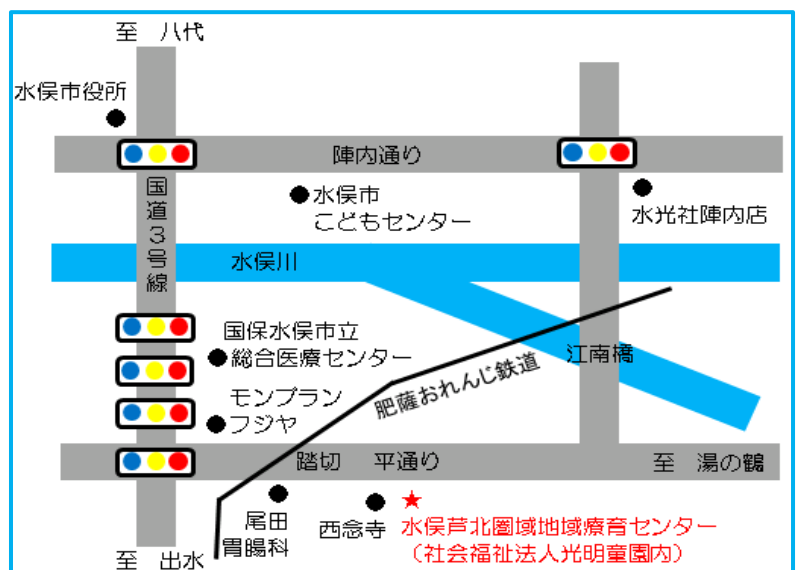 至　八代
水俣市役所
陣内通り
国道３号線
水俣市
こどもセンター
水光社陣内店
水俣川
国保水俣市立
総合医療センター
江南橋
肥薩おれんじ鉄道
モンプラン
フジヤ
踏切　平通り
至　湯の鶴
尾田
胃腸科
西念寺
★
水俣芦北圏域地域療育センター
（社会福祉法人光明童園内）
至　出水